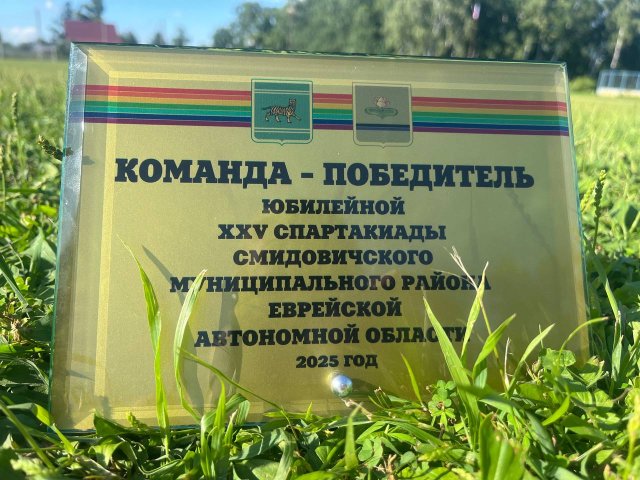 КОМАНДА - ПОБЕДИТЕЛЬ
ЮБИЛЕЙНОЙ
XXV СПАРТАКИАДЫ
СМИДОВИЧСКОГО
МУНИЦИПАЛЬНОГО РАЙОНА
ЕВРЕЙСКОЙ
АВТОНОМНОЙ ОБЛАСТИ
2025 ГОД